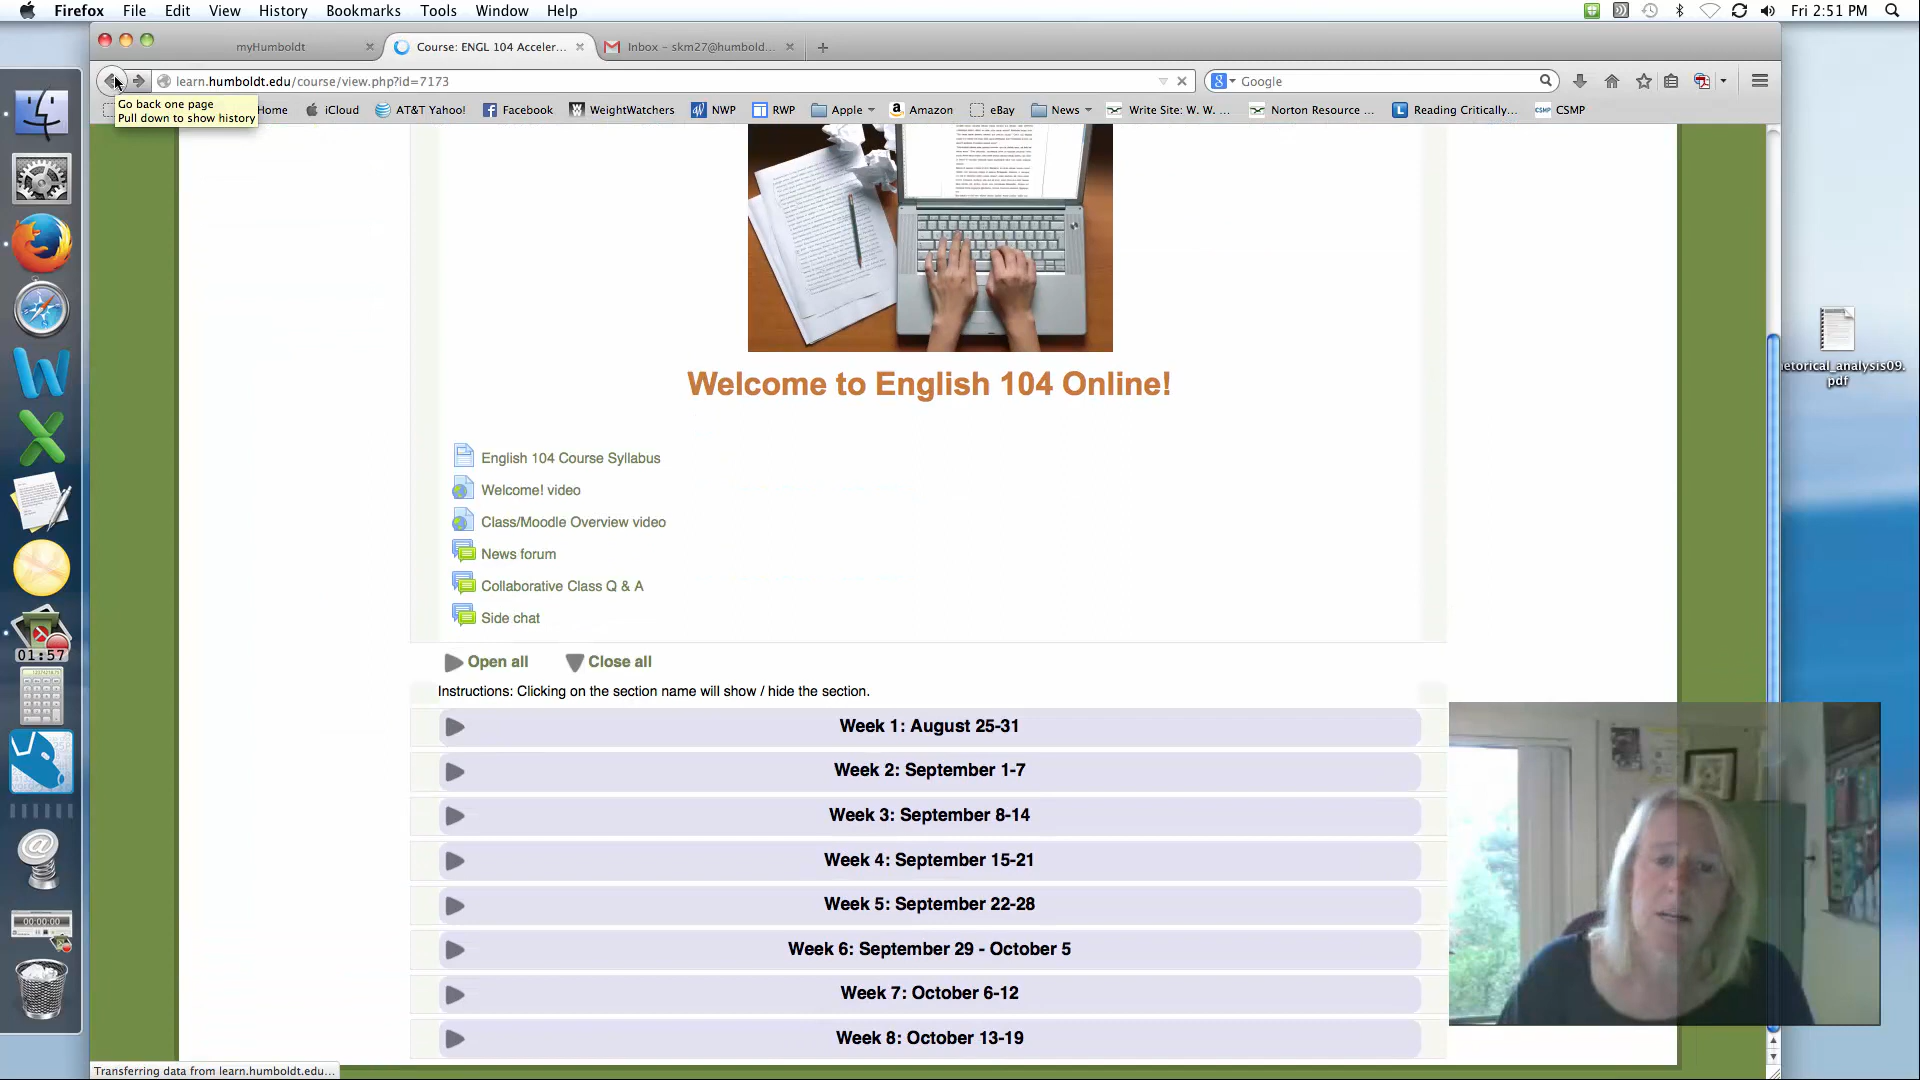 Firefox File Edit View History Bookmarks Tools Window Help Fri 2:51 PM
myHumboldt Course: ENGL 104 Acceler... Inbox – skm27@humbold...
learn.humboldt.edu/course/view.php?id=7173 Google
Go back one page
Pull down to show history
Home iCloud AT&T Yahoo! Facebook WeightWatchers NWP RWP Apple Amazon eBay News Write Site: W. W. ... Norton Resource ... Reading Critically... CSMP
etorical_analysis09.
pdf
Welcome to English 104 Online!
English 104 Course Syllabus
Welcome! video
Class/Moodle Overview video
News forum
Collaborative Class Q & A
Side chat
01:57
Open all Close all
Instructions: Clicking on the section name will show / hide the section.
Week 1: August 25-31
Week 2: September 1-7
Week 3: September 8-14
Week 4: September 15-21
Week 5: September 22-28
00:00:00
Week 6: September 29 - October 5
Week 7: October 6-12
Week 8: October 13-19
Transferring data from learn.humboldt.edu...